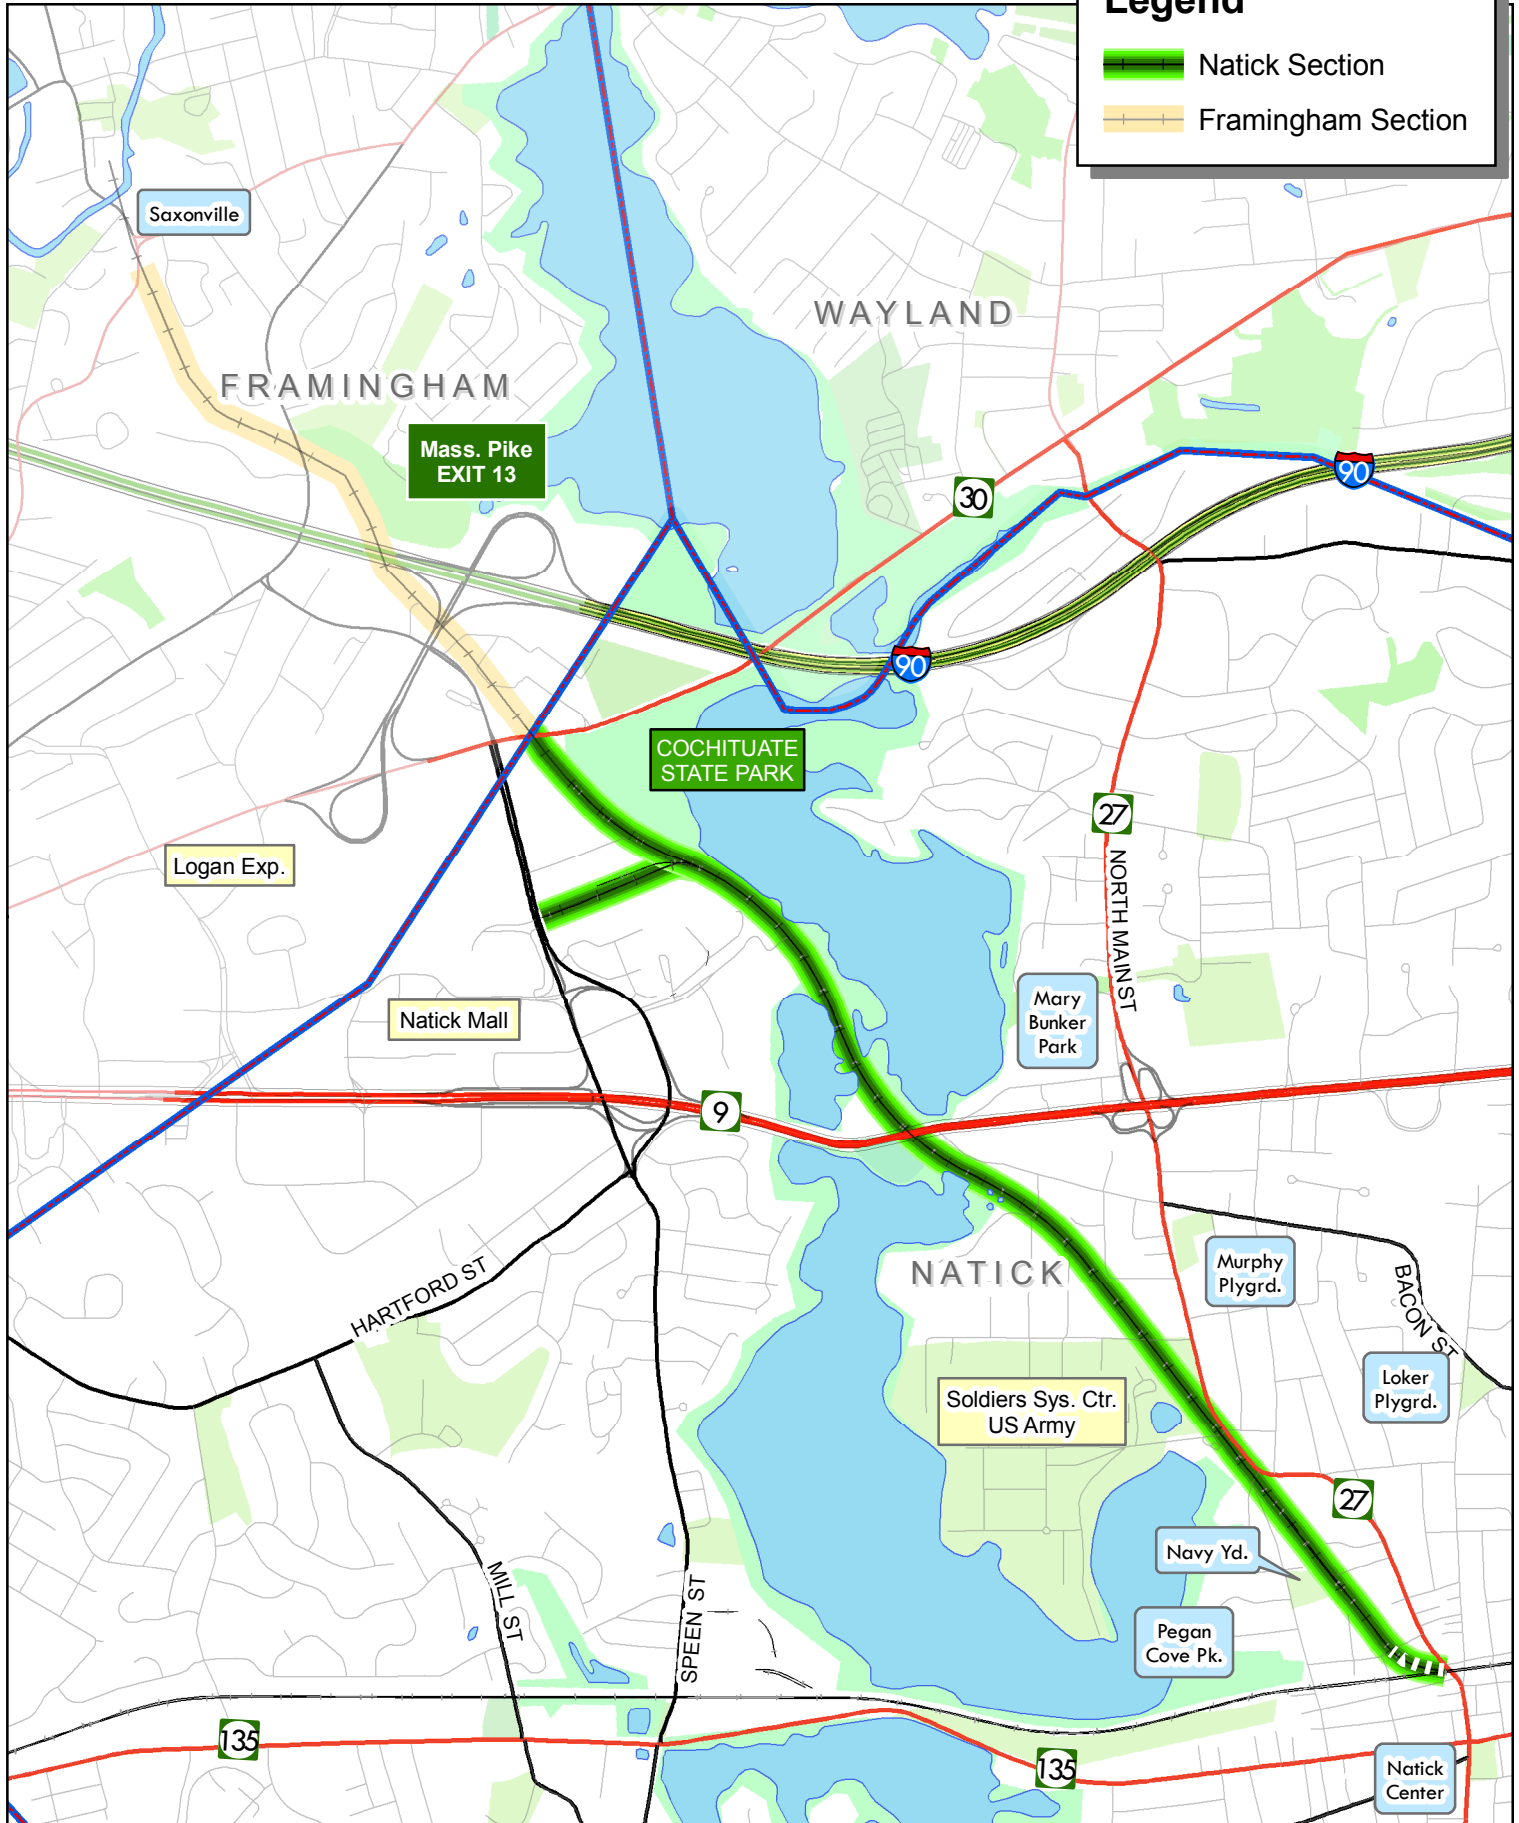 Legend
Natick Section
Framingham Section
Saxonville
WAYLAND
FRAMINGHAM
Mass. Pike
EXIT 13
30
90
90
COCHITUATE
STATE PARK
27
Logan Exp.
NORTH MAIN ST
Natick Mall
Mary
Bunker
Park
9
NATICK
Murphy
Plygrd.
HARTFORD ST
BACON ST
Loker
Plygrd.
Soldiers Sys. Ctr.
US Army
27
Navy Yd.
MILL ST
SPEEN ST
Pegan
Cove Pk.
135
135
Natick
Center